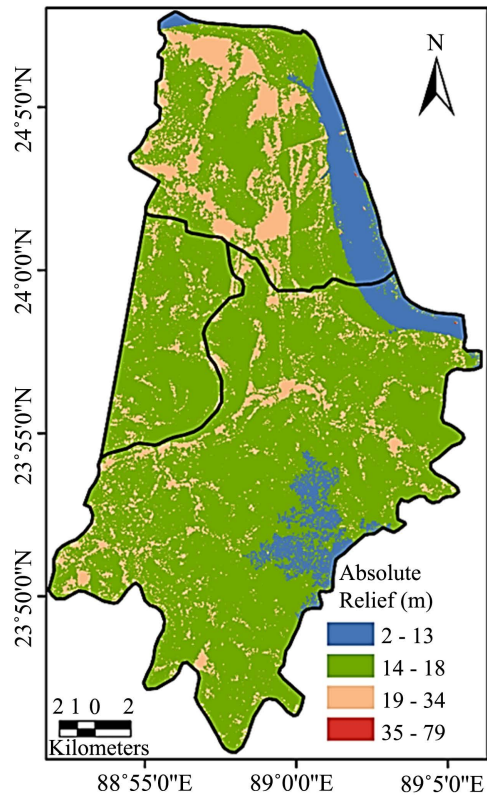 N
24°5'0"N
24°0'0"N
23°55'0"N
23°50'0"N
Absolute
Relief (m)
2 - 13
14 - 18
19 - 34
35 - 79
2 1 0 2
Kilometers
88°55'0"E 89°0'0"E 89°5'0"E